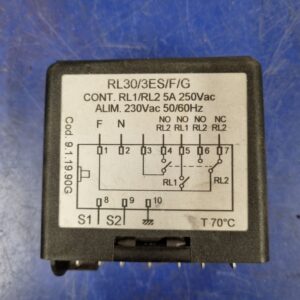 RL30/3ES/F/G
CONT. RL1/RL2 5A 250Vac
ALIM. 230Vac 50/60Hz
F N NO NO NO NC
RL2 RL1 RL2 RL2
1 2 3 4 5 6 7
Cod. 9.1.19.90G
RL1 RL2
8 9 10
S1 S2 T 70°C